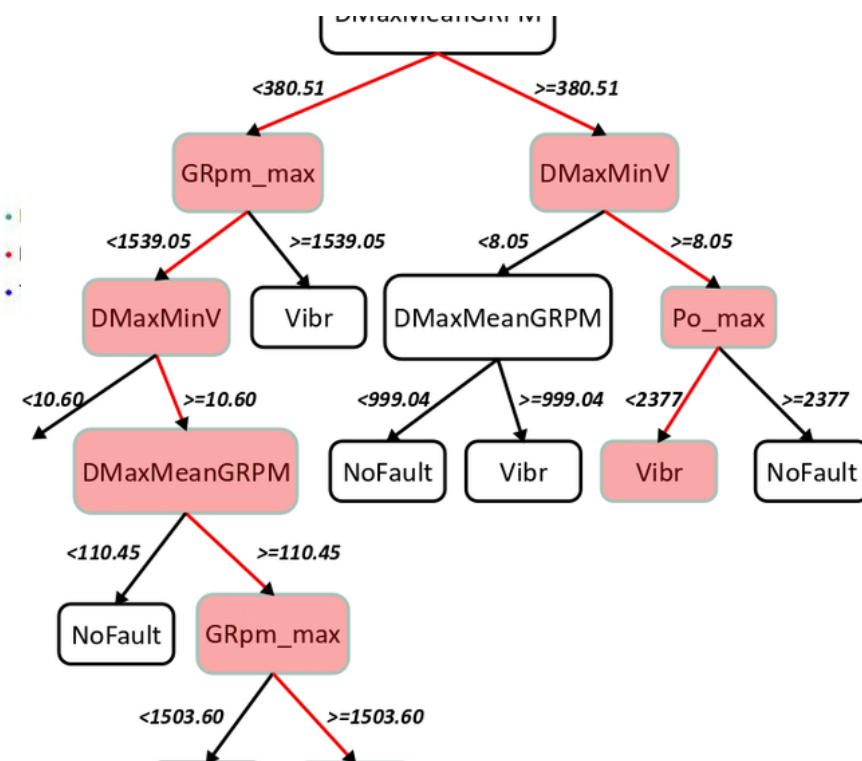 DMaxMeanGRPM
<380.51
>=380.51
GRpm_max
DMaxMinV
<1539.05
>=1539.05
<8.05
>=8.05
DMaxMinV
Vibr
DMaxMeanGRPM
Po_max
<10.60
>=10.60
<999.04
>=999.04
<2377
>=2377
DMaxMeanGRPM
NoFault
Vibr
Vibr
NoFault
<110.45
>=110.45
NoFault
GRpm_max
<1503.60
>=1503.60